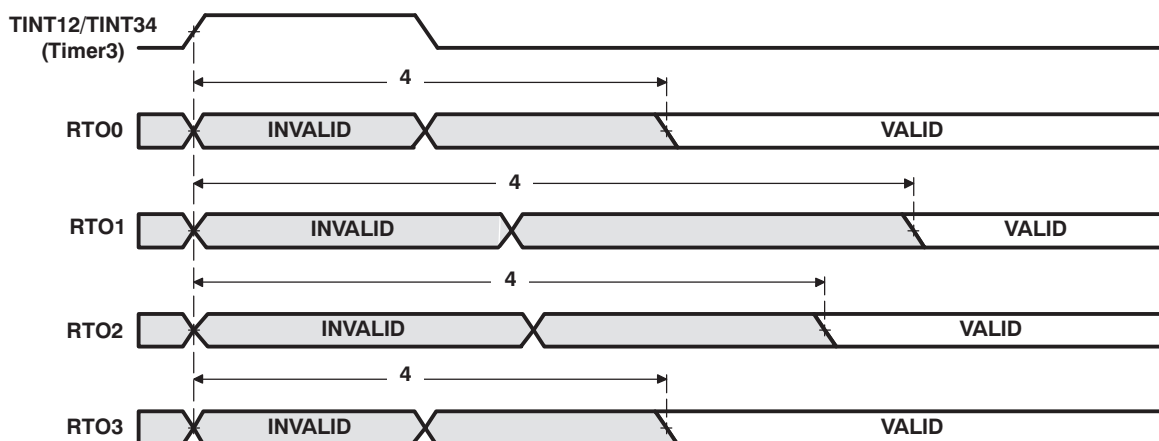 TINT12/TINT34
(Timer3)
4
RTO0 INVALID VALID
4
RTO1 INVALID VALID
4
RTO2 INVALID VALID
4
RTO3 INVALID VALID